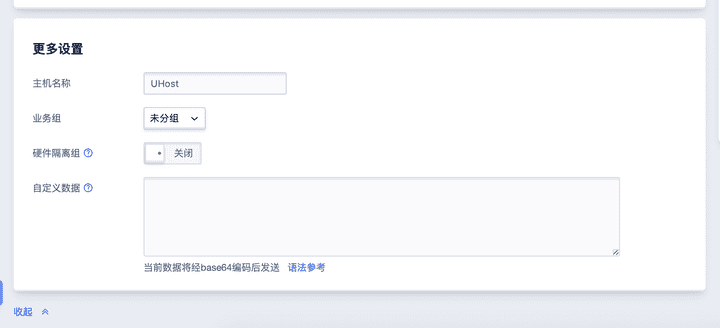 更多设置
主机名称
UHost
业务组
未分组
硬件隔离组
关闭
自定义数据
当前数据将经base64编码后发送 语法参考
收起